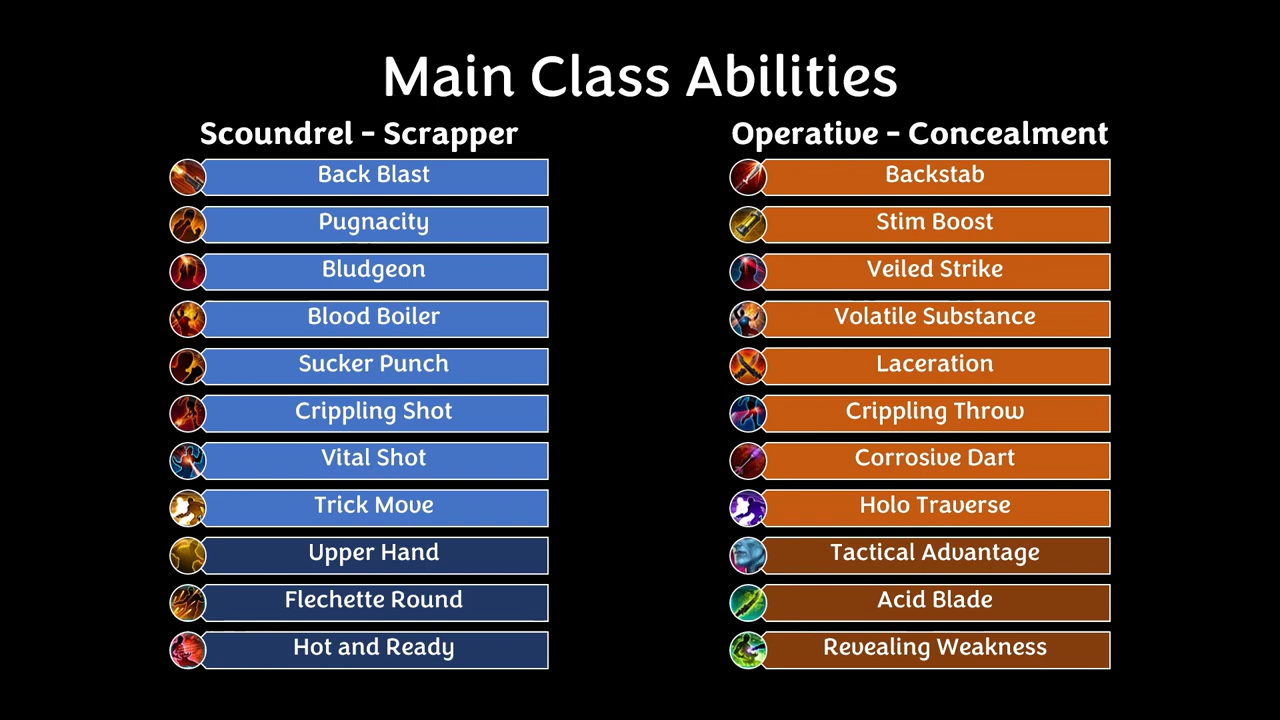 Main Class Abilities
Scoundrel - Scrapper
Back Blast
Pugnacity
Bludgeon
Blood Boiler
Sucker Punch
Crippling Shot
Vital Shot
Trick Move
Upper Hand
Flechette Round
Hot and Ready
Operative - Concealment
Backstab
Stim Boost
Veiled Strike
Volatile Substance
Laceration
Crippling Throw
Corrosive Dart
Holo Traverse
Tactical Advantage
Acid Blade
Revealing Weakness